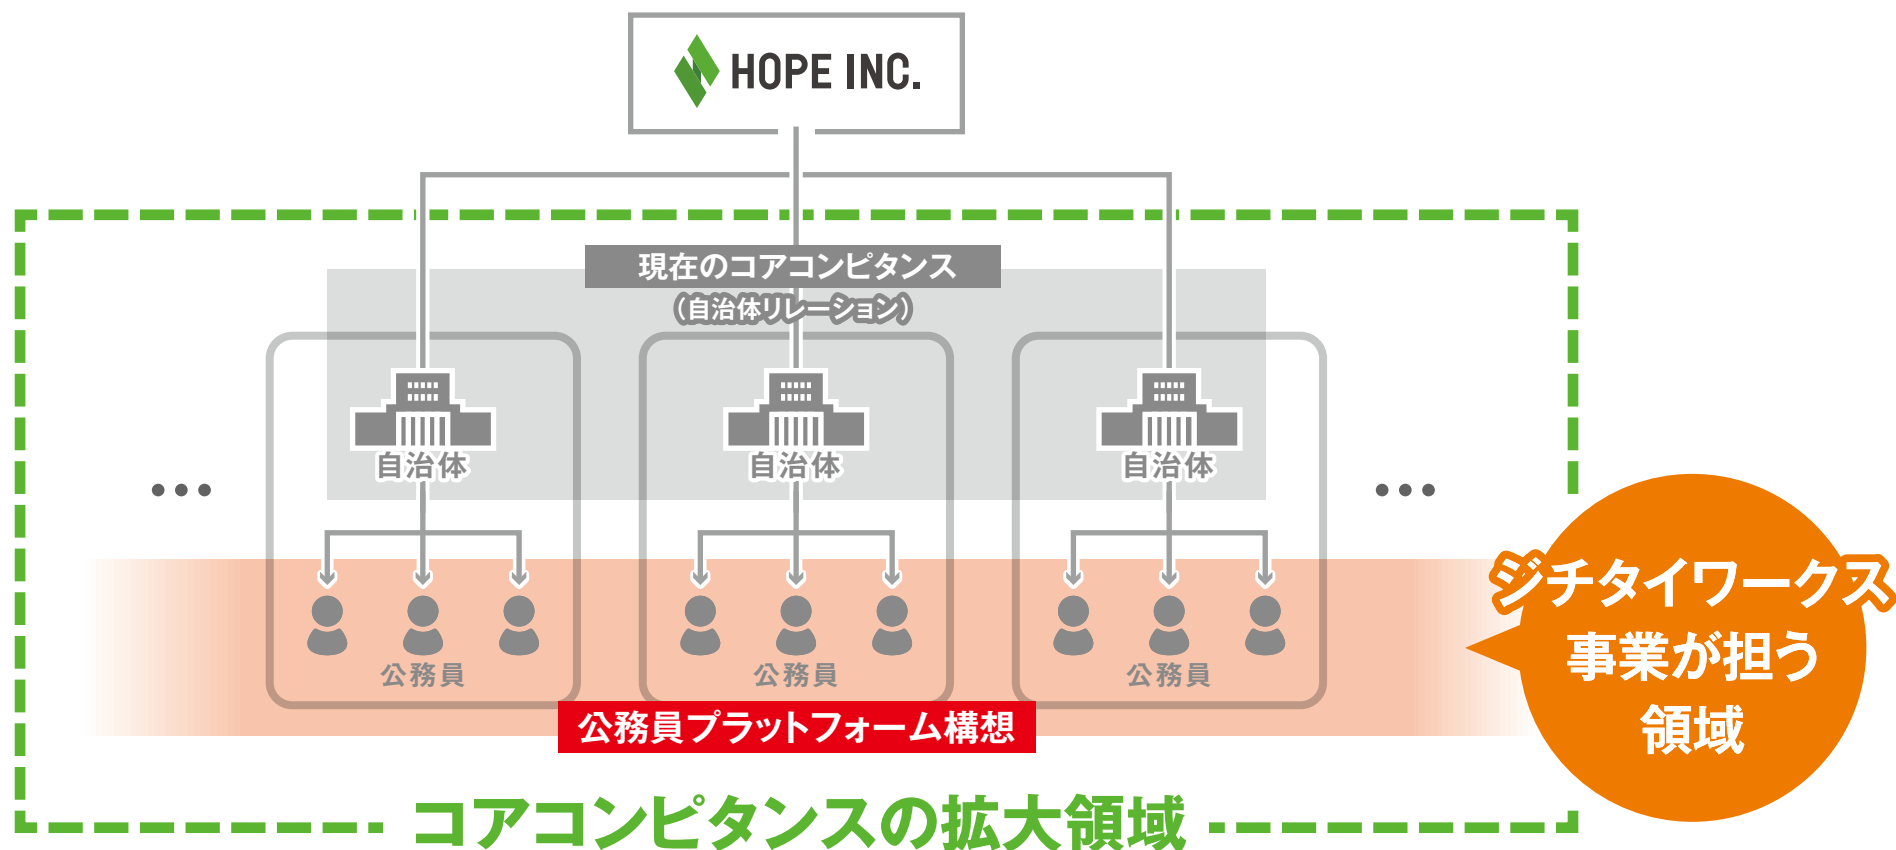 HOPE INC.
現在のコアコンピタンス
(自治体リレーション)
自治体
自治体
自治体
公務員
公務員
公務員
ジチタイワークス
事業が担う
領域
公務員プラットフォーム構想
コアコンピタンスの拡大領域